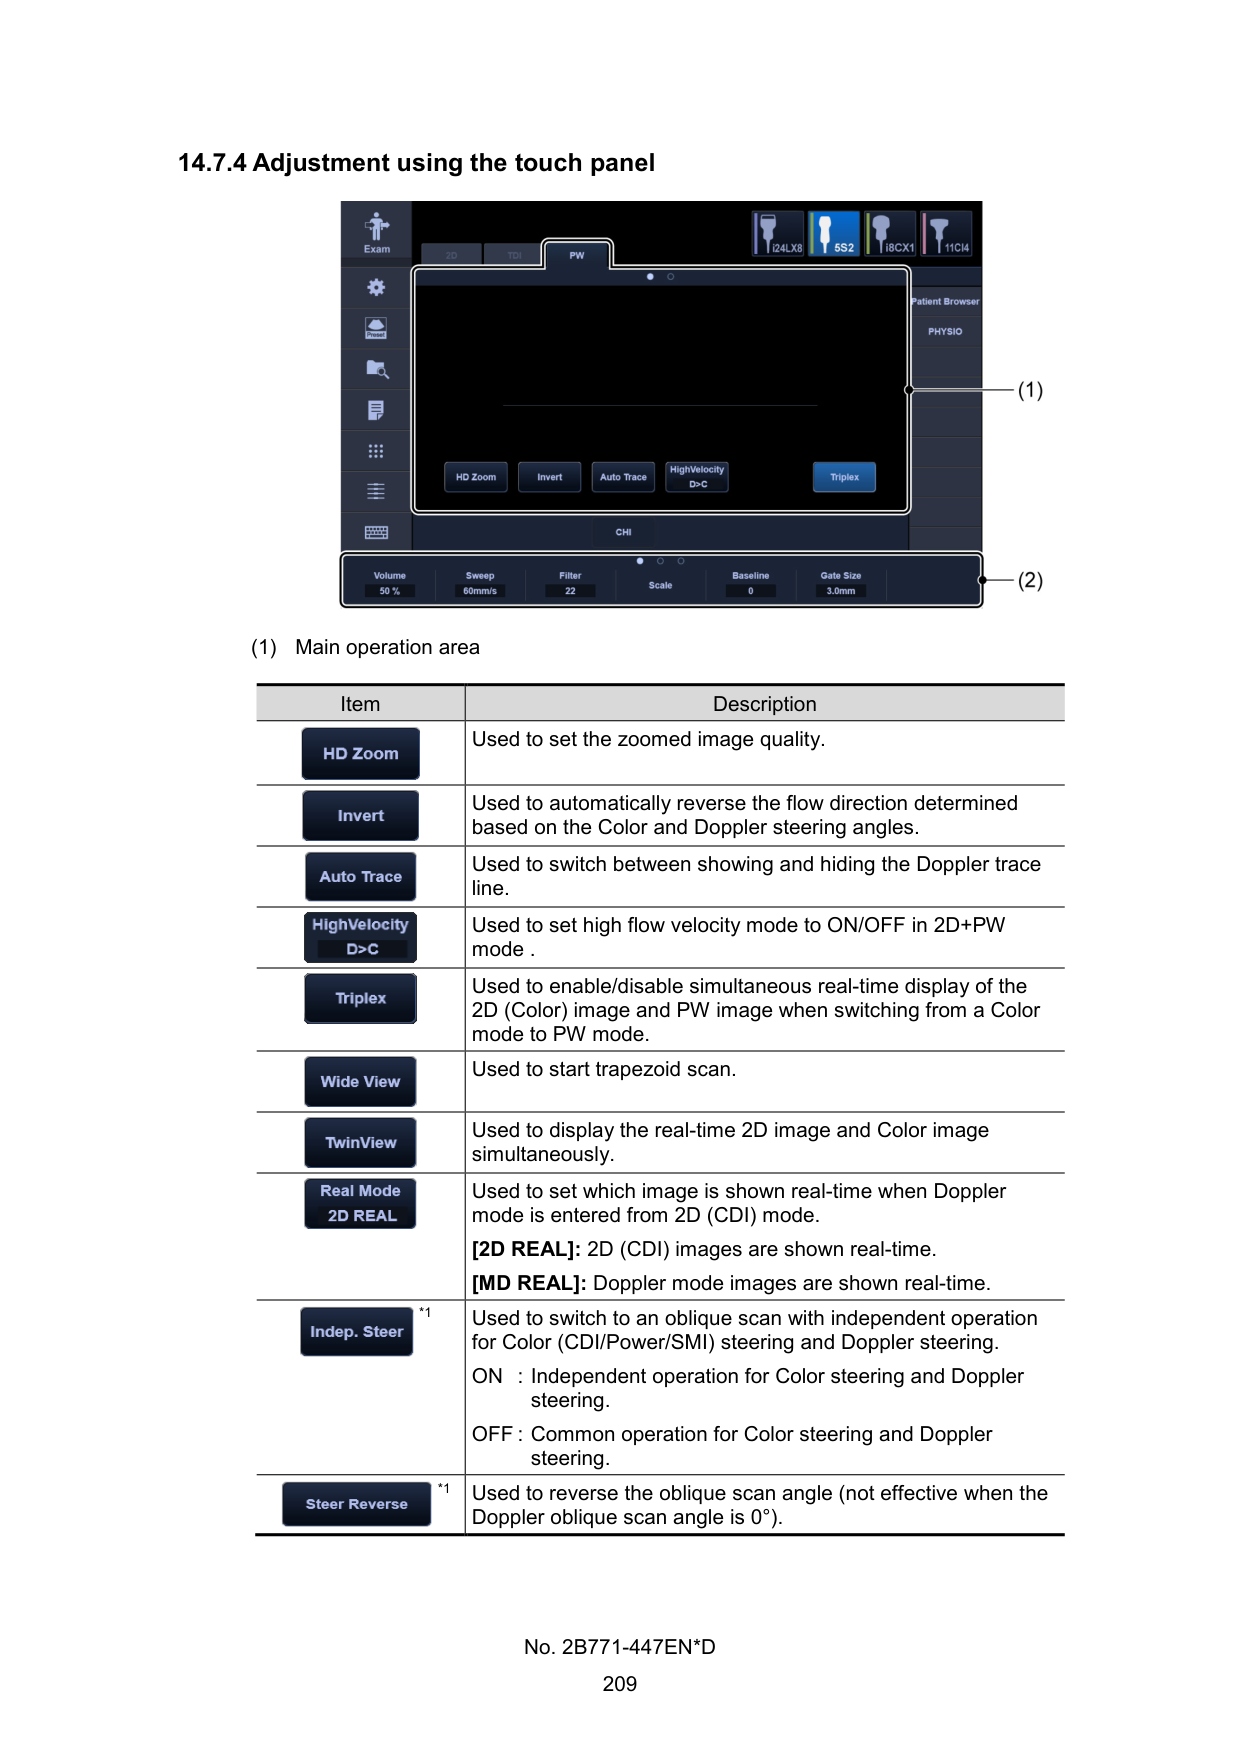 14.7.4 Adjustment using the touch panel
Exam
2D
TDI
PW
i24LX8
5S2
i8CX1
11CI4
Patient Browser
Preset
PHYSIO
(1)
HD Zoom
Invert
Auto Trace
HighVelocity
D>C
Triplex
CHI
Volume
50 %
Sweep
60mm/s
Filter
22
Scale
Baseline
0
Gate Size
3.0mm
(2)
(1) Main operation area
Item
Description
HD Zoom
Used to set the zoomed image quality.
Invert
Used to automatically reverse the flow direction determined
based on the Color and Doppler steering angles.
Auto Trace
Used to switch between showing and hiding the Doppler trace
line.
HighVelocity
D>C
Used to set high flow velocity mode to ON/OFF in 2D+PW
mode .
Triplex
Used to enable/disable simultaneous real-time display of the
2D (Color) image and PW image when switching from a Color
mode to PW mode.
Wide View
Used to start trapezoid scan.
TwinView
Used to display the real-time 2D image and Color image
simultaneously.
Real Mode
2D REAL
Used to set which image is shown real-time when Doppler
mode is entered from 2D (CDI) mode.
[2D REAL]: 2D (CDI) images are shown real-time.
[MD REAL]: Doppler mode images are shown real-time.
Indep. Steer *1
Used to switch to an oblique scan with independent operation
for Color (CDI/Power/SMI) steering and Doppler steering.
ON : Independent operation for Color steering and Doppler
steering.
OFF : Common operation for Color steering and Doppler
steering.
Steer Reverse *1
Used to reverse the oblique scan angle (not effective when the
Doppler oblique scan angle is 0°).
No. 2B771-447EN*D
209